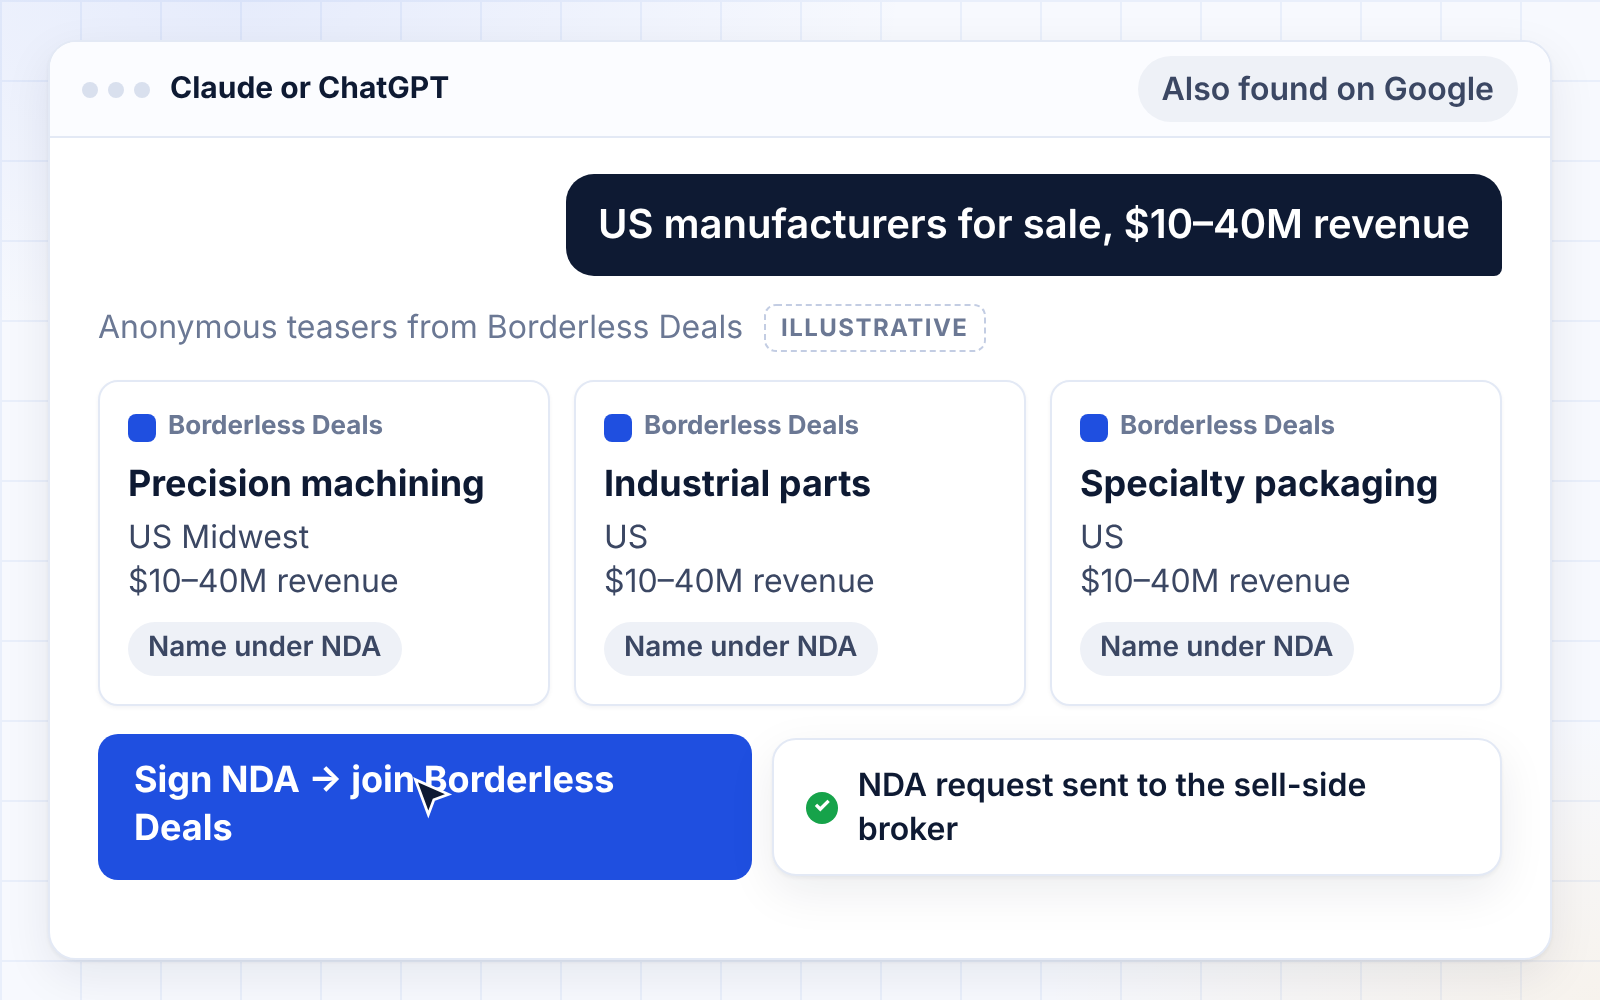 Claude or ChatGPT
Also found on Google
US manufacturers for sale, $10–40M revenue
Anonymous teasers from Borderless Deals
ILLUSTRATIVE
Borderless Deals
Precision machining
US Midwest
$10–40M revenue
Name under NDA
Borderless Deals
Industrial parts
US
$10–40M revenue
Name under NDA
Borderless Deals
Specialty packaging
US
$10–40M revenue
Name under NDA
Sign NDA → join Borderless
Deals
NDA request sent to the sell-side
broker